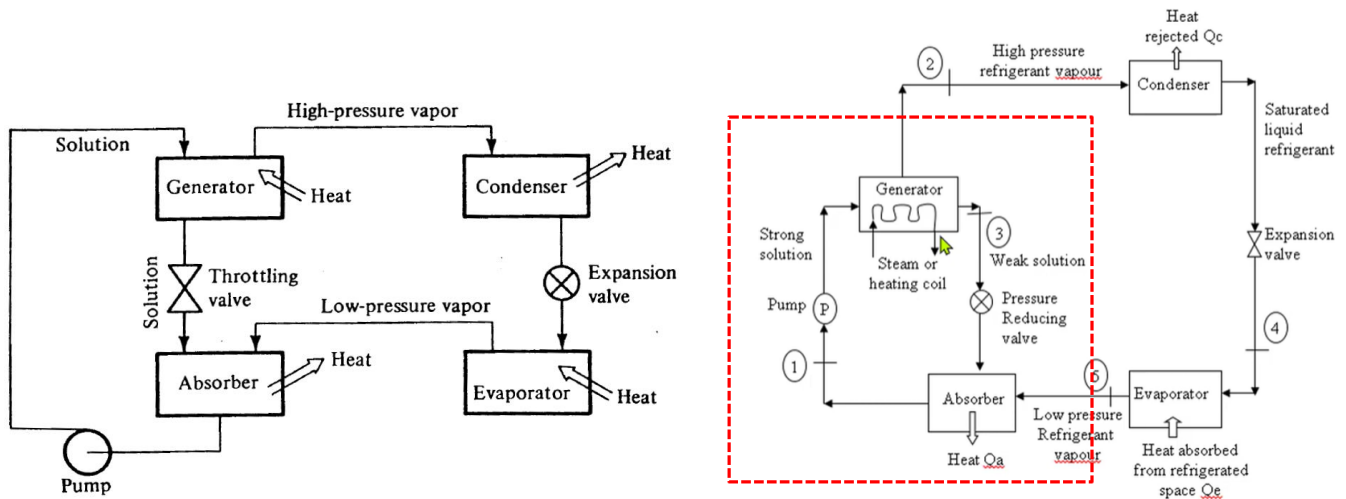 High-pressure vapor
Solution
Generator
Heat
Condenser
Heat
Solution
Throttling
valve
Expansion
valve
Low-pressure vapor
Absorber
Heat
Evaporator
Heat
Pump
Heat
rejected Qc
2
High pressure
refrigerant vapour
Condenser
Saturated
liquid
refrigerant
Generator
Strong
solution
3
Steam or
heating coil
Weak solution
Expansion
valve
Pump
P
Pressure
Reducing
valve
4
1
5
Absorber
Evaporator
Low pressure
Refrigerant
vapour
Heat Qa
Heat absorbed
from refrigerated
space Qe